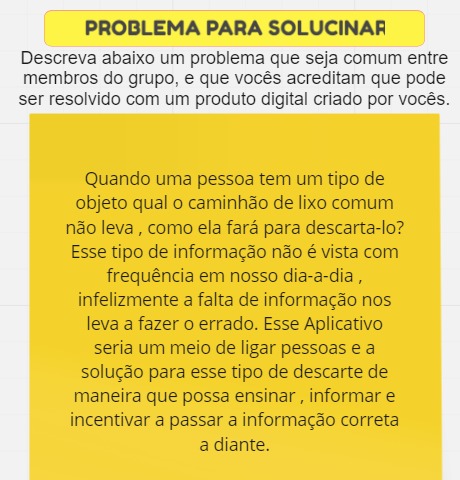 PROBLEMA PARA SOLUCINAR
Descreva abaixo um problema que seja comum entre
membros do grupo, e que vocês acreditam que pode
ser resolvido com um produto digital criado por vocês.
Quando uma pessoa tem um tipo de
objeto qual o caminhão de lixo comum
não leva , como ela fará para descarta-lo?
Esse tipo de informação não é vista com
frequência em nosso dia-a-dia ,
infelizmente a falta de informação nos
leva a fazer o errado. Esse Aplicativo
seria um meio de ligar pessoas e a
solução para esse tipo de descarte de
maneira que possa ensinar , informar e
incentivar a passar a informação correta
a diante.